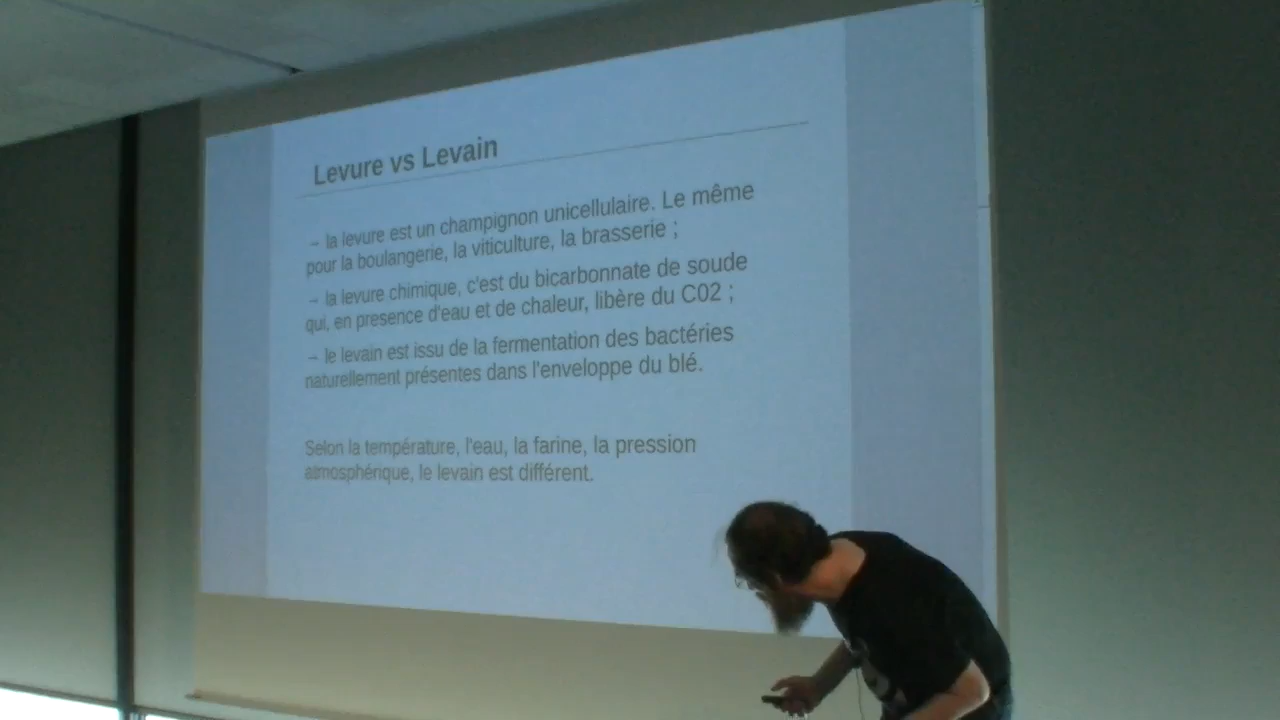 Levure vs Levain
→ la levure est un champignon unicellulaire. Le même
pour la boulangerie, la viticulture, la brasserie ;
→ la levure chimique, c'est du bicarbonnate de soude
qui, en presence d'eau et de chaleur, libère du C02 ;
→ le levain est issu de la fermentation des bactéries
naturellement présentes dans l'enveloppe du blé.
Selon la température, l'eau, la farine, la pression
atmosphérique, le levain est différent.